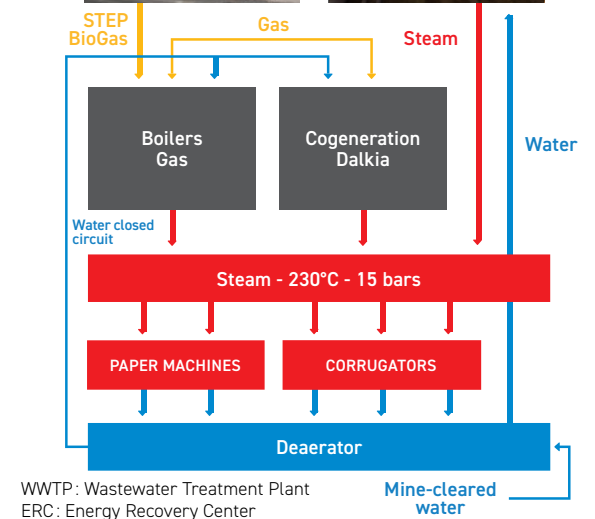 STEP
BioGas
Gas
Steam
Boilers
Gas
Cogeneration
Dalkia
Water
Water closed
circuit
Steam - 230°C - 15 bars
PAPER MACHINES
CORRUGATORS
Deaerator
WWTP : Wastewater Treatment Plant
ERC : Energy Recovery Center
Mine-cleared
water